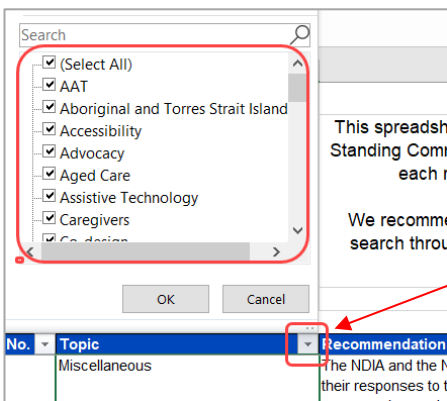 Search
(Select All)
AAT
Aboriginal and Torres Strait Island
Accessibility
Advocacy
Aged Care
Assistive Technology
Caregivers
Co-design
OK Cancel
This spreadsh
Standing Comm
each r
We recomme
search throu
No. Topic Recommendation
Miscellaneous
The NDIA and the N
their responses to t